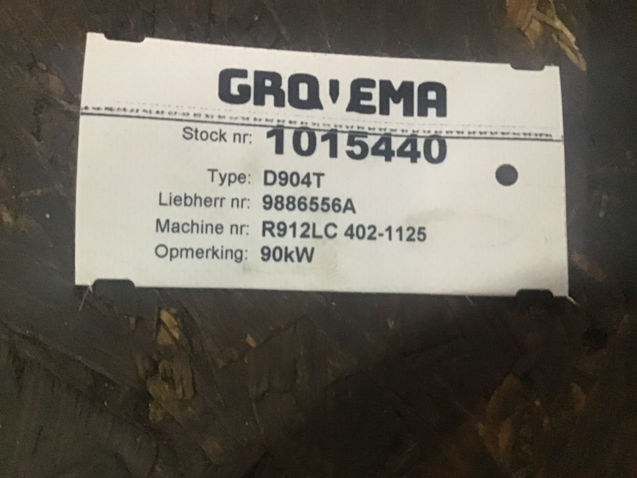 GROVEMA
Stock nr: 1015440
Type: D904T
Liebherr nr: 9886556A
Machine nr: R912LC 402-1125
Opmerking: 90kW